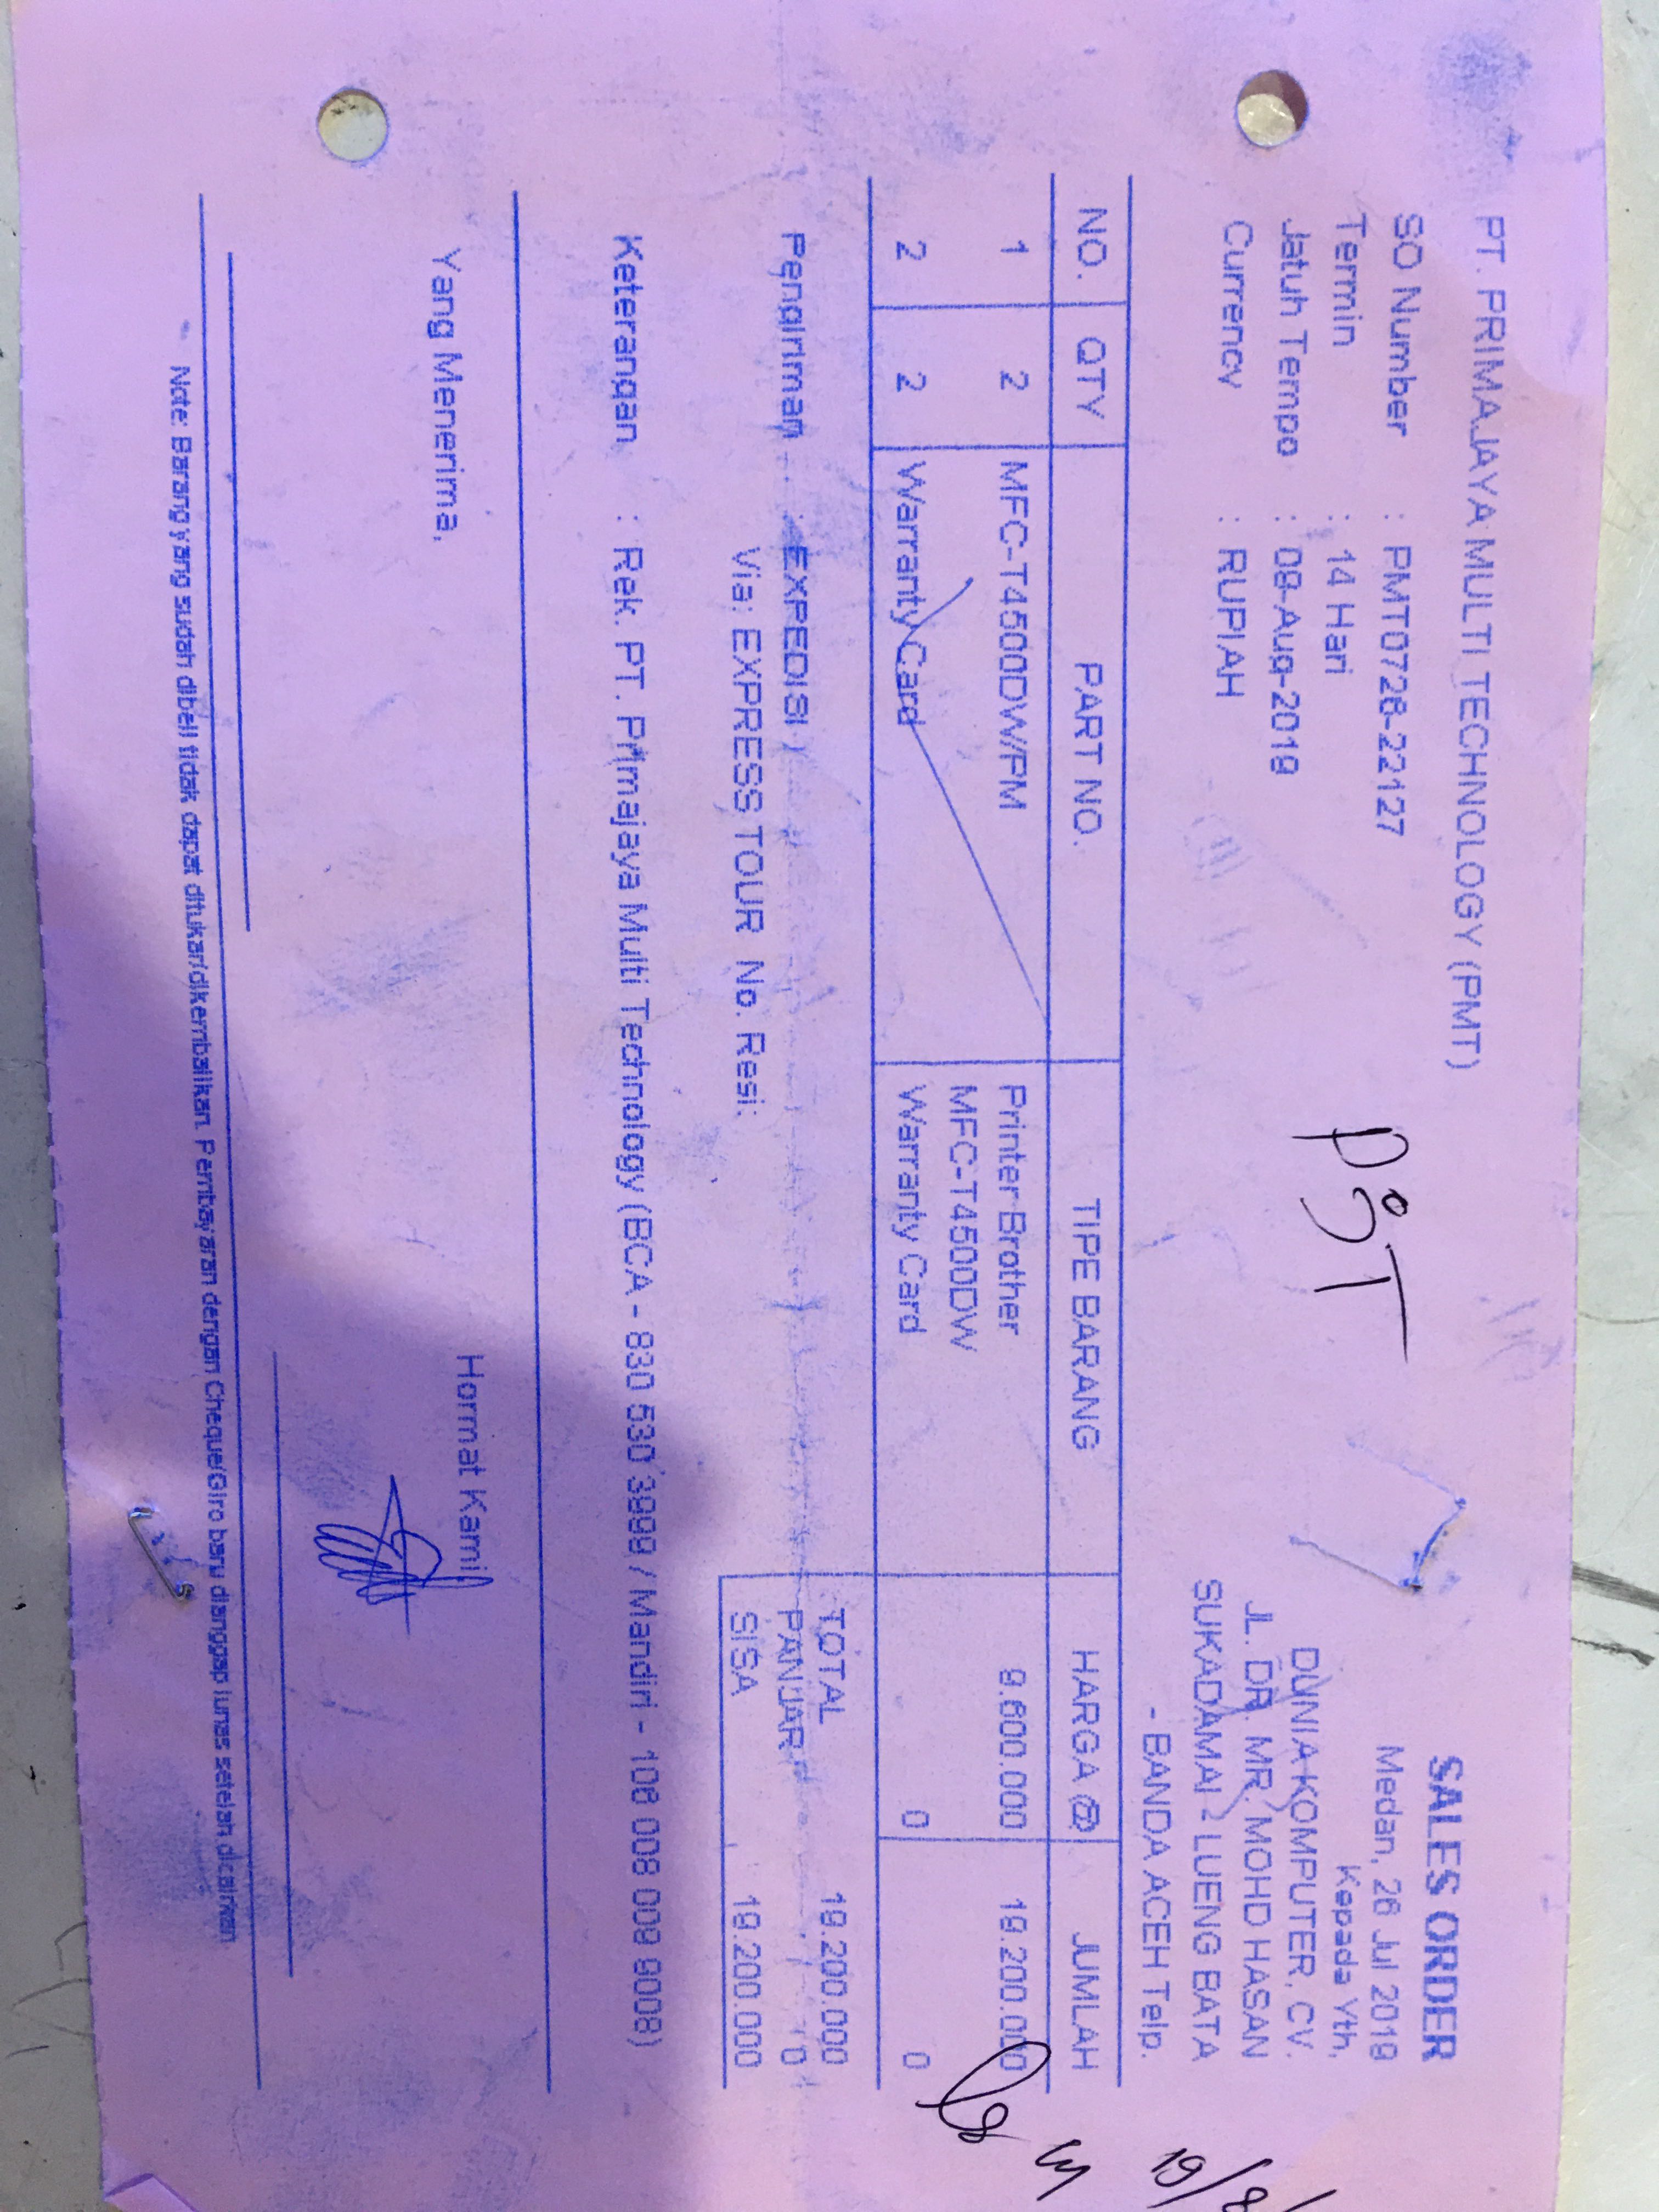 PT. PRIMAJAYA MULTI TECHNOLOGY (PMT)
SALES ORDER
SO Number : PMT0726-22127
Termin : 14 Hari
Jatuh Tempo : 09-Aug-2019
Currency : RUPIAH
PST
Medan, 26 Jul 2019
Kepada Yth,
DUNIA KOMPUTER, CV.
JL. DR. MR. MOHD HASAN
SUKADAMAI - LUENG BATA
- BANDA ACEH Telp.
19/8/
NO. QTY PART NO. TIPE BARANG HARGA @ JUMLAH
1 2 MFC-T4500DW/PM Printer Brother 9.600.000 19.200.000
MFC-T4500DW
2 2 Warranty Card Warranty Card 0 0
TOTAL 19.200.000
Pengiriman : EXPEDISI PANJAR 0
Via: EXPRESS TOUR No. Resi: SISA 19.200.000
Keterangan : Rek. PT. Primajaya Multi Technology (BCA - 830 530 3999 / Mandiri - 106 008 008 8008)
Yang Menerima, Hormat Kami,
Note: Barang yang sudah dibeli tidak dapat ditukar/dikembalikan. Pembayaran dengan Cheque/Giro baru dianggap lunas setelah dicairkan